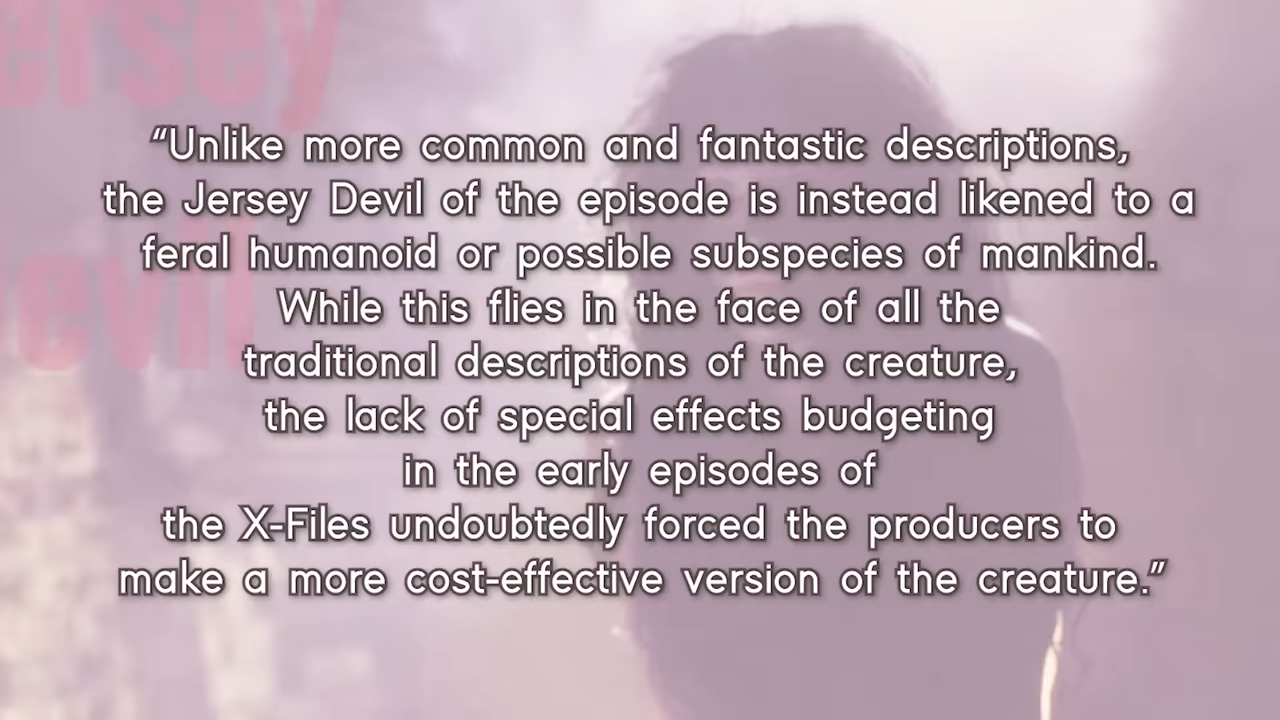 ersey
evil
“Unlike more common and fantastic descriptions,
the Jersey Devil of the episode is instead likened to a
feral humanoid or possible subspecies of mankind.
While this flies in the face of all the
traditional descriptions of the creature,
the lack of special effects budgeting
in the early episodes of
the X-Files undoubtedly forced the producers to
make a more cost-effective version of the creature.”